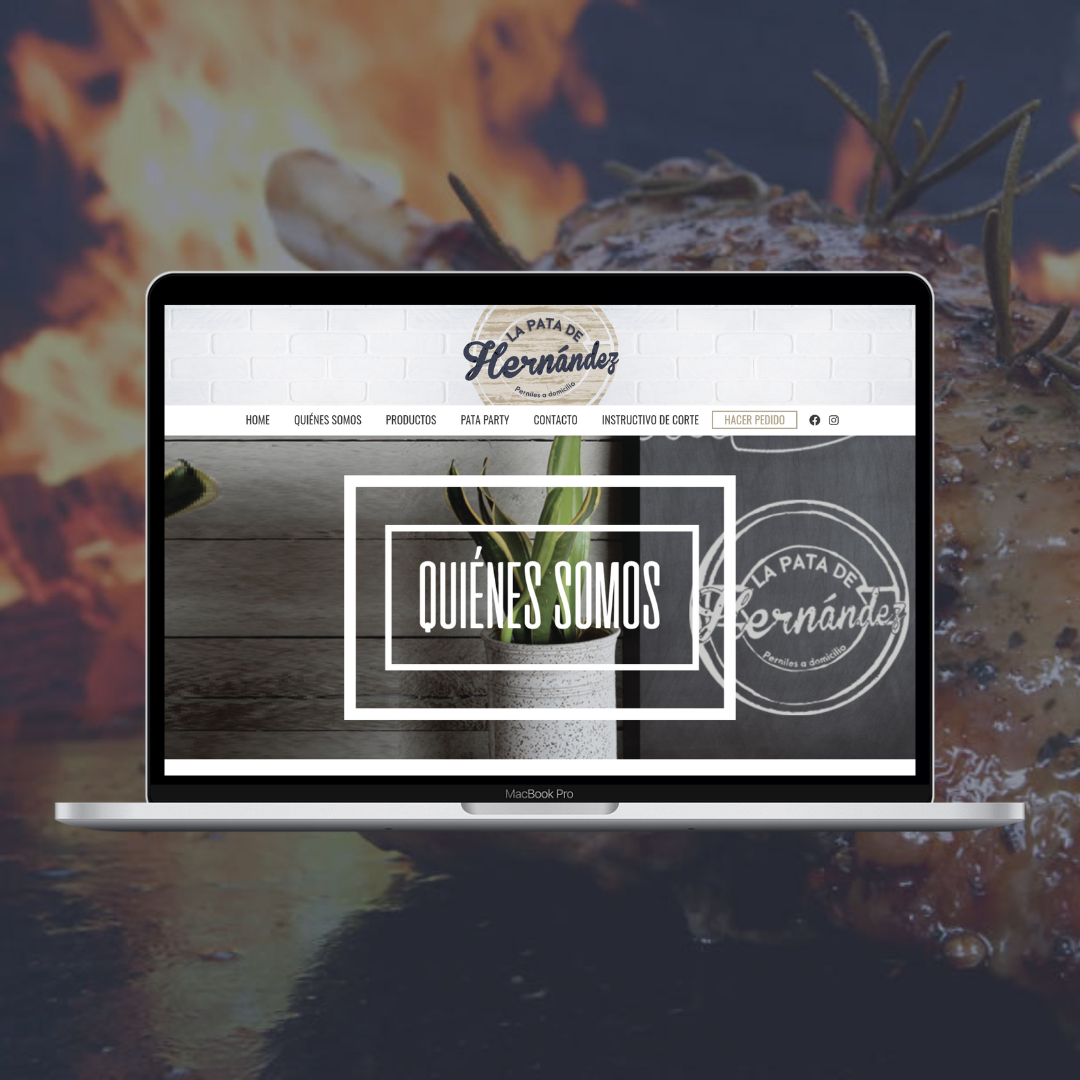 LA PATA DE
Hernández
Perniles a domicilio
HOME QUIÉNES SOMOS PRODUCTOS PATA PARTY CONTACTO INSTRUCTIVO DE CORTE HACER PEDIDO
QUIÉNES SOMOS
LA PATA DE
Hernández
Perniles a domicilio
MacBook Pro